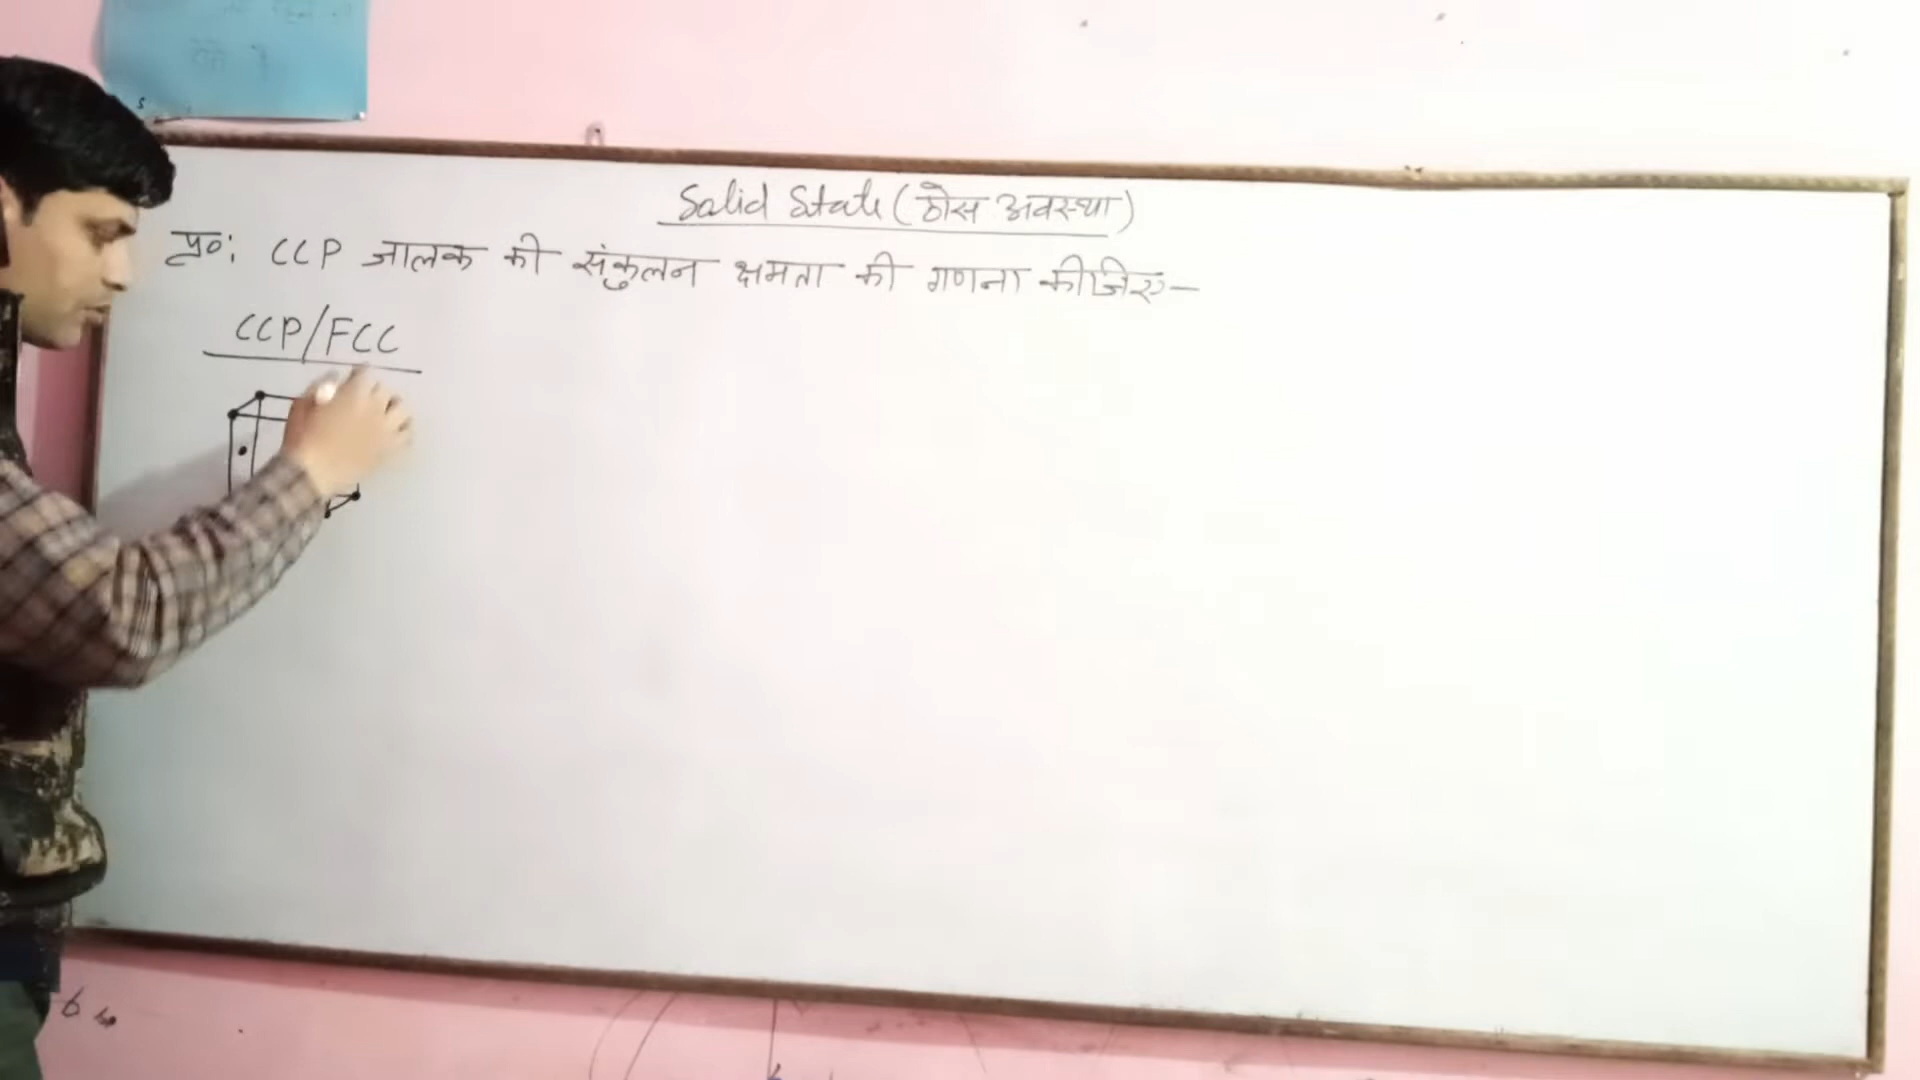 Solid State (ठोस अवस्था)
प्र०: CCP जालक की संकुलन क्षमता की गणना कीजिए-
CCP/FCC